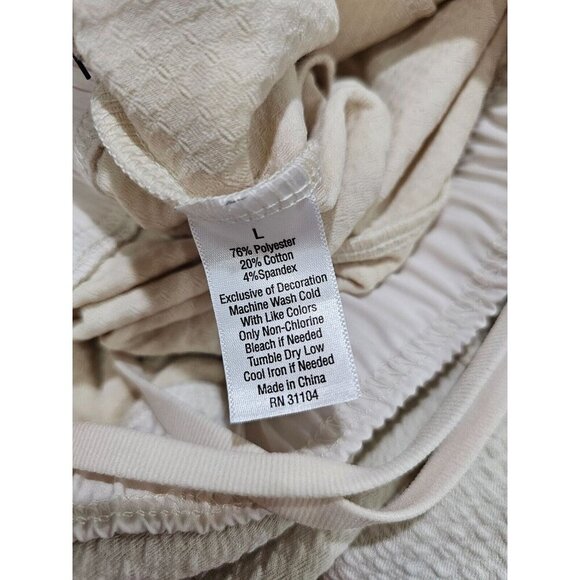 L
76% Polyester
20% Cotton
4%Spandex
Exclusive of Decoration
Machine Wash Cold
With Like Colors
Only Non-Chlorine
Bleach if Needed
Tumble Dry Low
Cool Iron if Needed
Made in China
RN 31104